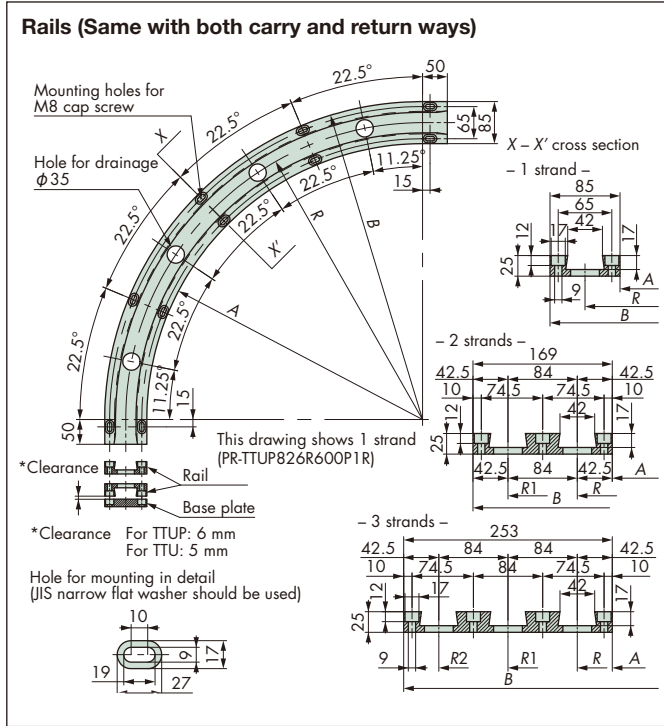 Rails (Same with both carry and return ways)
22.5°
50
Mounting holes for
M8 cap screw
X
22.5°
65
85
X – X′ cross section
Hole for drainage
ϕ35
– 1 strand –
11.25°
22.5°
15
R
B
22.5°
22.5°
X′
A
22.5°
22.5°
11.25°
15
50
85
65
42
12
17
17
25
9
A
R
B
– 2 strands –
169
42.5
84
42.5
10
74.5
74.5
10
12
42
17
25
42.5
84
42.5
A
R1
R
B
This drawing shows 1 strand
(PR-TTUP826R600P1R)
*Clearance
Rail
Base plate
*Clearance For TTUP: 6 mm
For TTU: 5 mm
– 3 strands –
253
42.5
84
84
42.5
10
74.5
84
74.5
10
12
17
42
17
25
9
R2
R1
R
A
B
Hole for mounting in detail
(JIS narrow flat washer should be used)
10
9
17
19
27